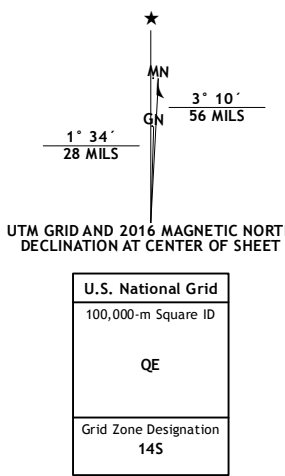 ★
MN
3° 10´
56 MILS
GN
1° 34´
28 MILS
UTM GRID AND 2016 MAGNETIC NORTH
DECLINATION AT CENTER OF SHEET
U.S. National Grid
100,000-m Square ID
QE
Grid Zone Designation
14S